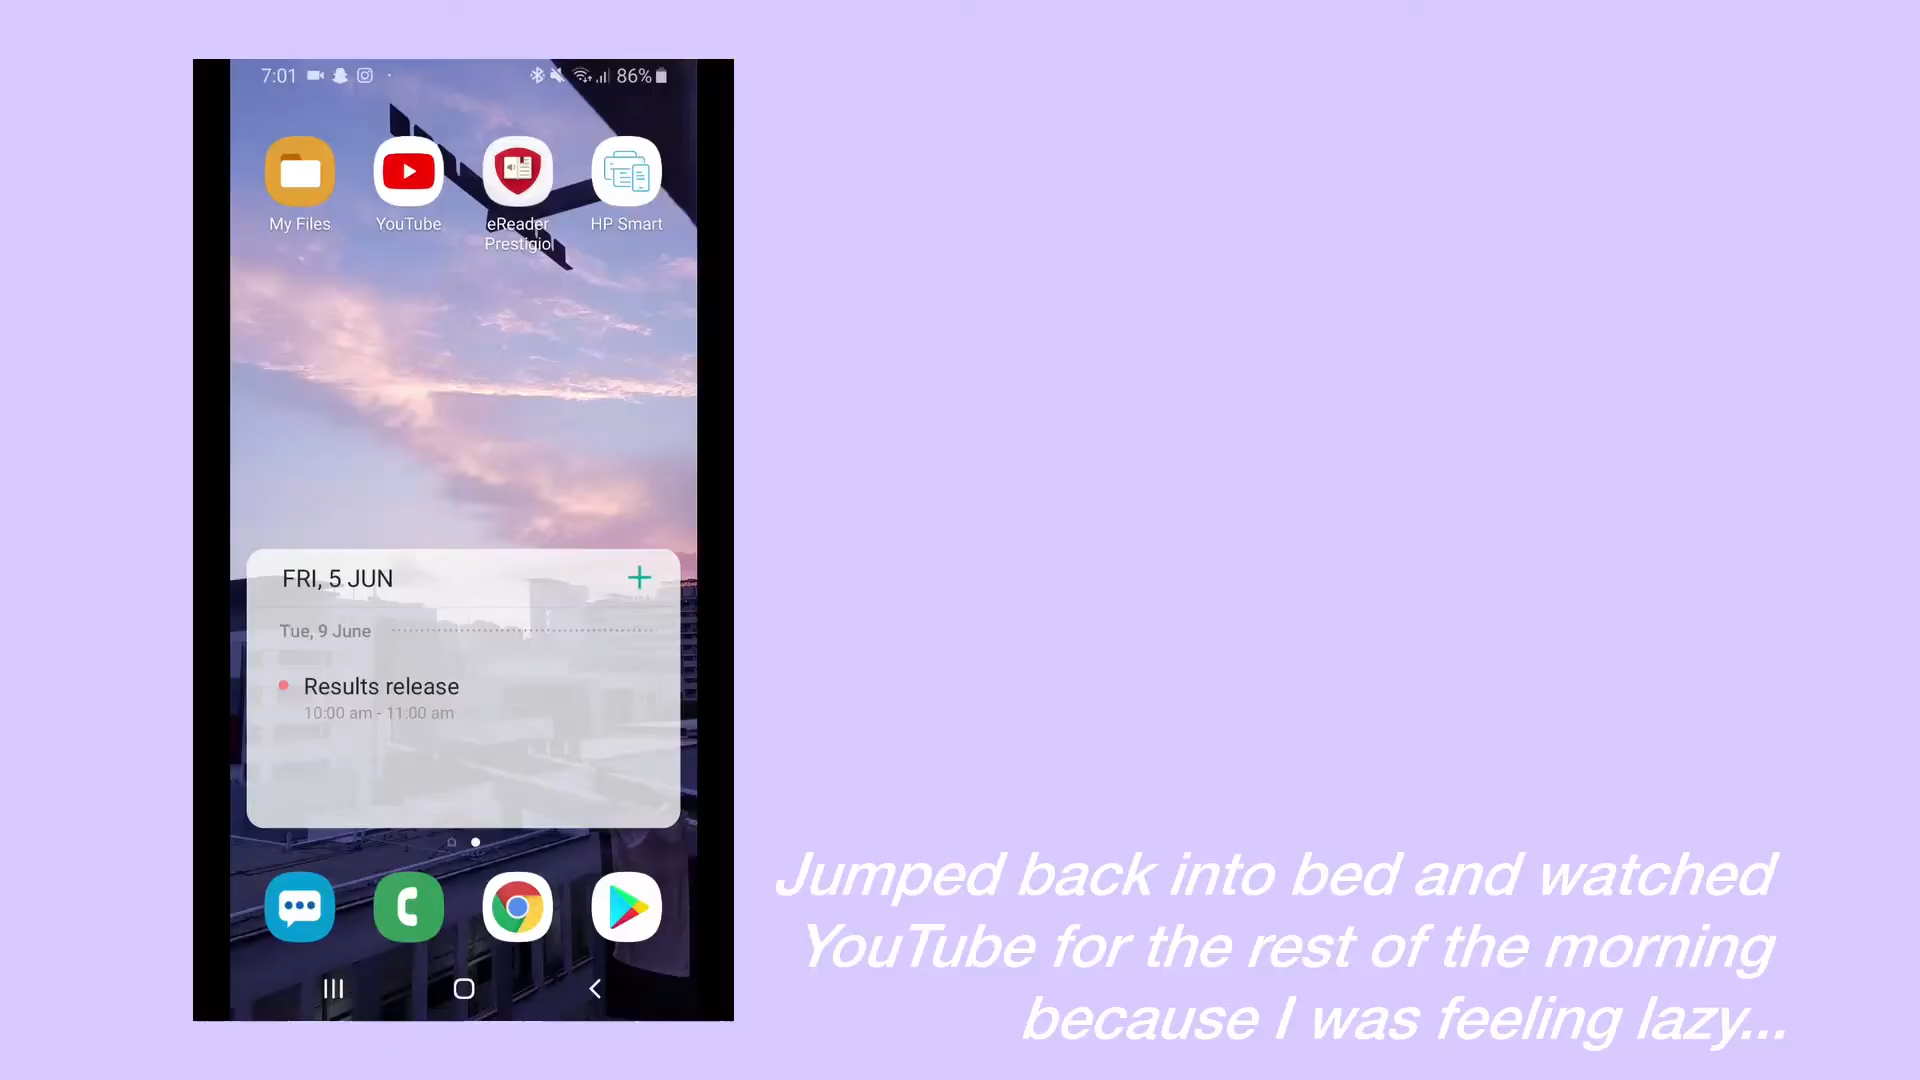 7:01
86%
My Files
YouTube
eReader
Prestigio
HP Smart
FRI, 5 JUN
Tue, 9 June
Results release
10:00 am - 11:00 am
Jumped back into bed and watched
YouTube for the rest of the morning
because I was feeling lazy...